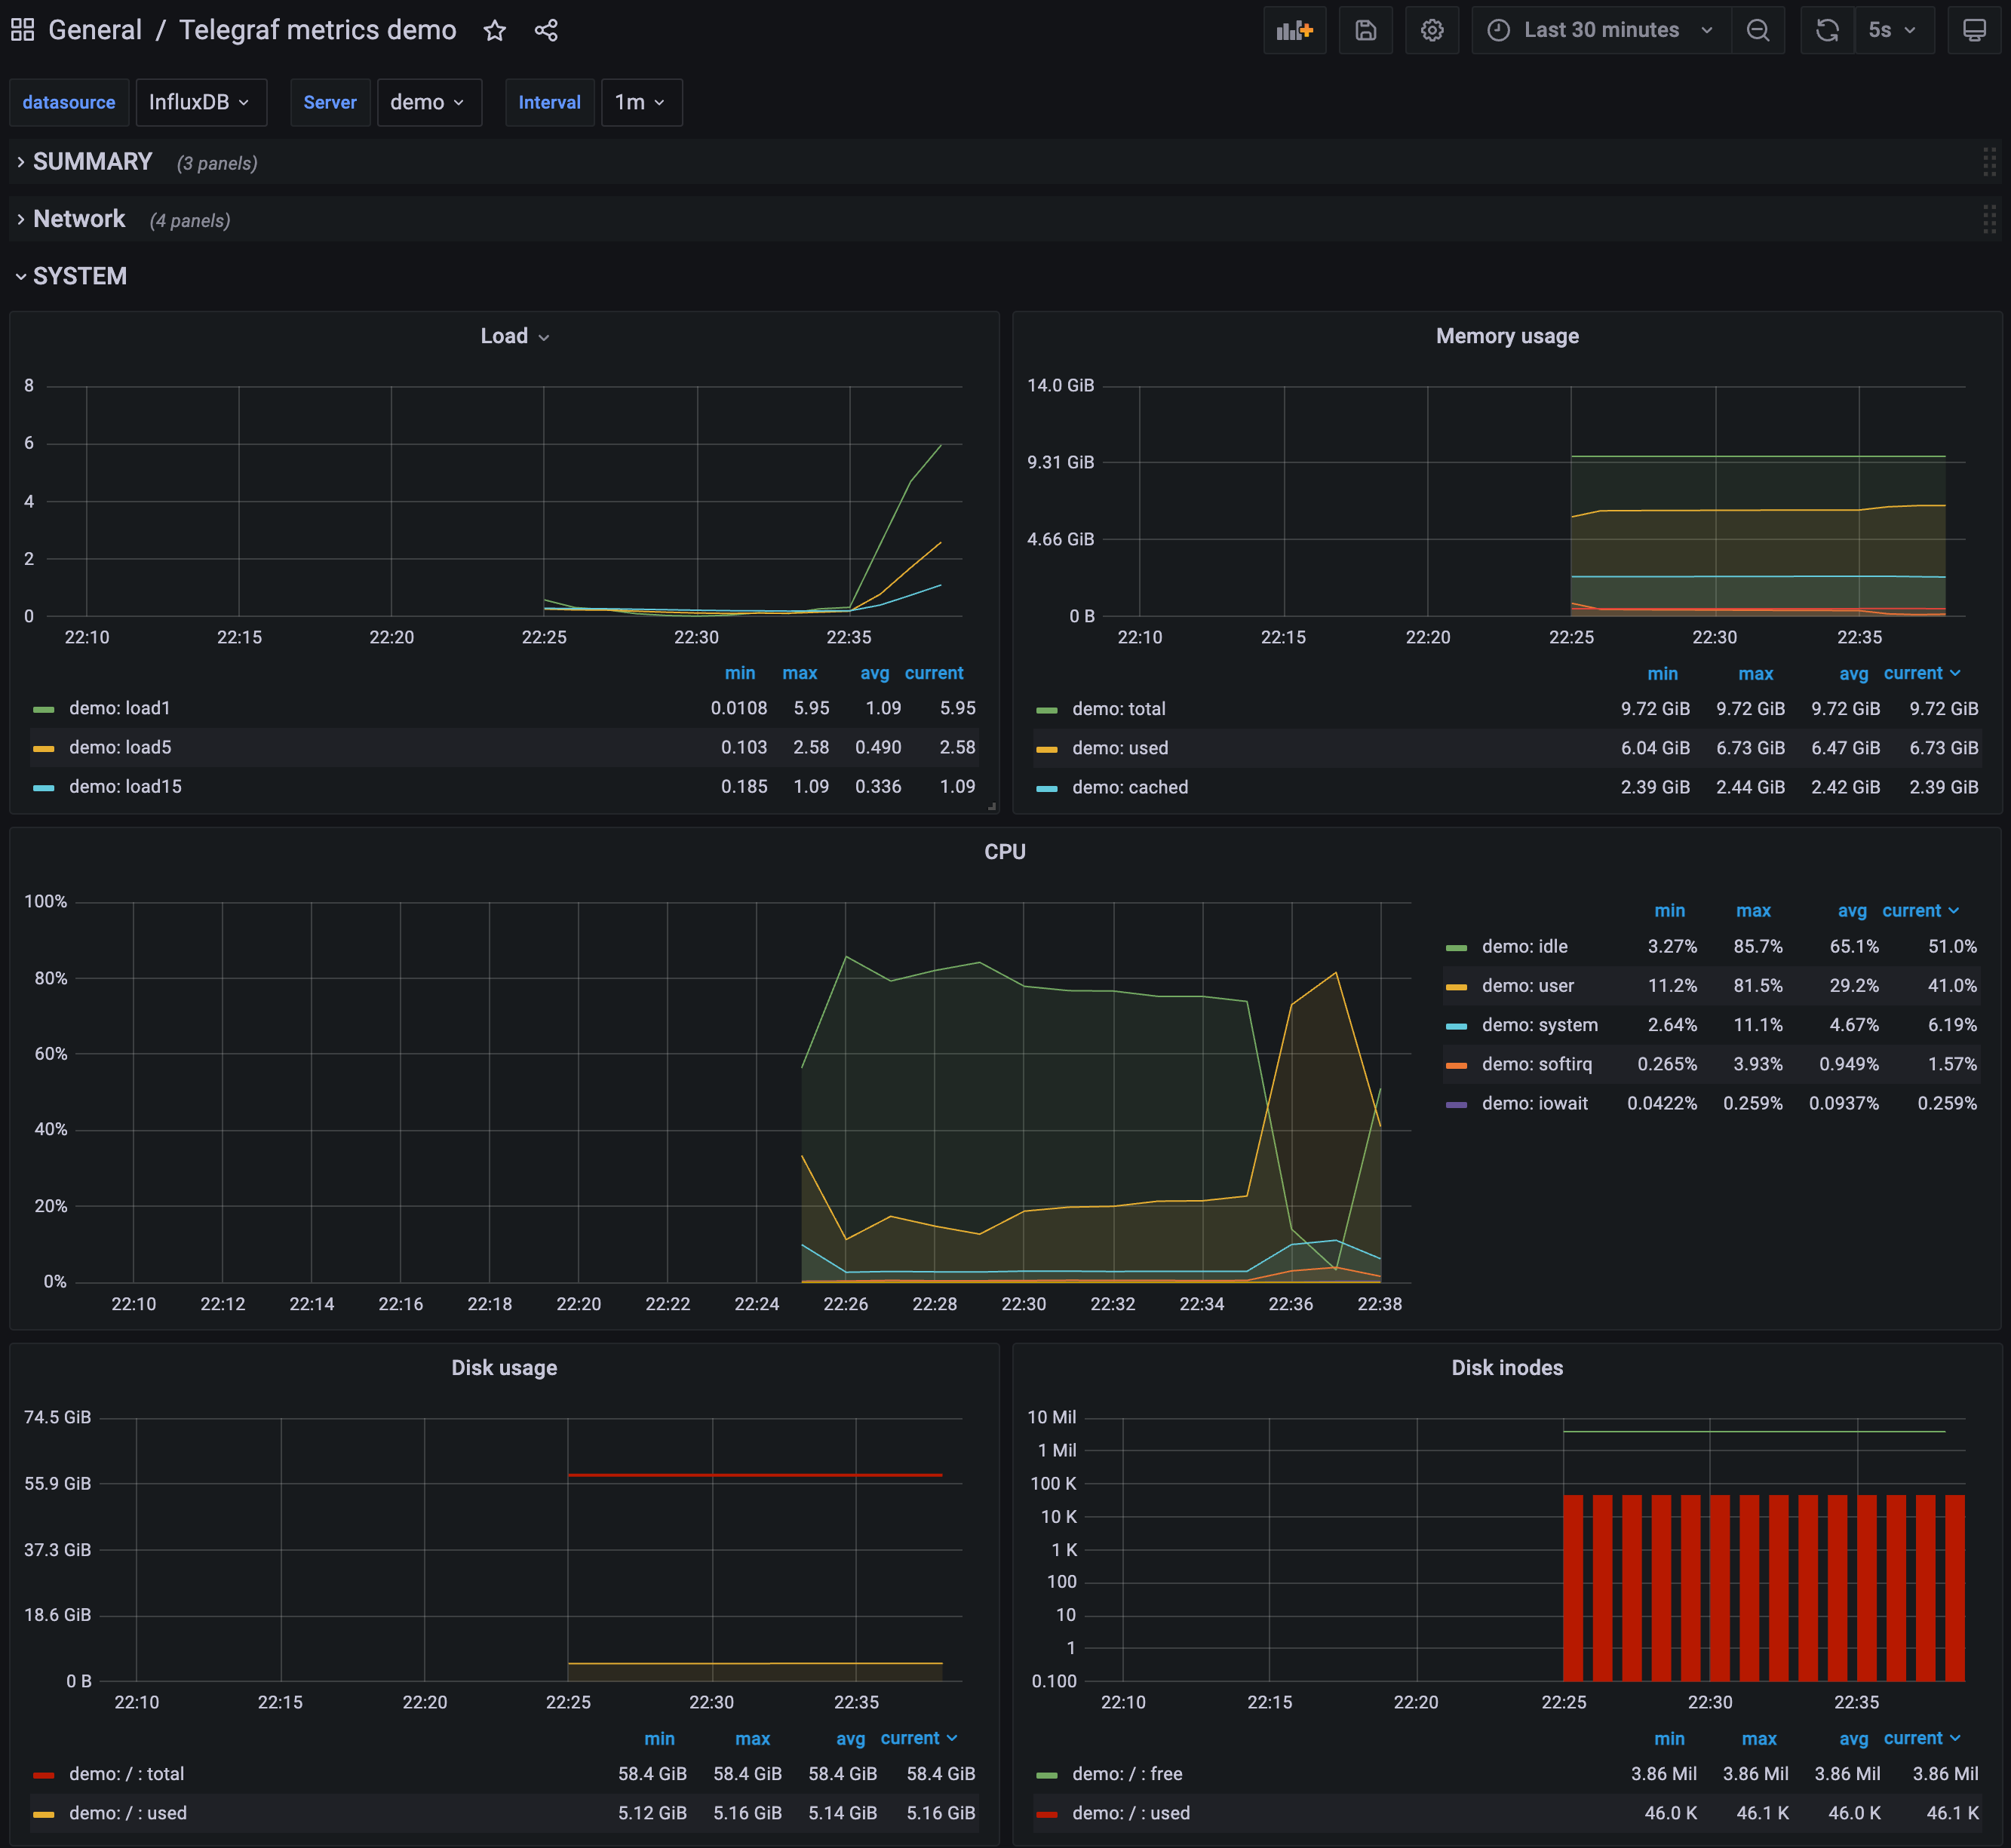 General / Telegraf metrics demo
Last 30 minutes
5s
datasource InfluxDB Server demo Interval 1m
SUMMARY (3 panels)
Network (4 panels)
SYSTEM
Load
8
6
4
2
0
22:10 22:15 22:20 22:25 22:30 22:35
min max avg current
demo: load1 0.0108 5.95 1.09 5.95
demo: load5 0.103 2.58 0.490 2.58
demo: load15 0.185 1.09 0.336 1.09
Memory usage
14.0 GiB
9.31 GiB
4.66 GiB
0 B
22:10 22:15 22:20 22:25 22:30 22:35
min max avg current
demo: total 9.72 GiB 9.72 GiB 9.72 GiB 9.72 GiB
demo: used 6.04 GiB 6.73 GiB 6.47 GiB 6.73 GiB
demo: cached 2.39 GiB 2.44 GiB 2.42 GiB 2.39 GiB
CPU
100%
80%
60%
40%
20%
0%
22:10 22:12 22:14 22:16 22:18 22:20 22:22 22:24 22:26 22:28 22:30 22:32 22:34 22:36 22:38
min max avg current
demo: idle 3.27% 85.7% 65.1% 51.0%
demo: user 11.2% 81.5% 29.2% 41.0%
demo: system 2.64% 11.1% 4.67% 6.19%
demo: softirq 0.265% 3.93% 0.949% 1.57%
demo: iowait 0.0422% 0.259% 0.0937% 0.259%
Disk usage
74.5 GiB
55.9 GiB
37.3 GiB
18.6 GiB
0 B
22:10 22:15 22:20 22:25 22:30 22:35
min max avg current
demo: / : total 58.4 GiB 58.4 GiB 58.4 GiB 58.4 GiB
demo: / : used 5.12 GiB 5.16 GiB 5.14 GiB 5.16 GiB
Disk inodes
10 Mil
1 Mil
100 K
10 K
1 K
100
10
1
0.100
22:10 22:15 22:20 22:25 22:30 22:35
min max avg current
demo: / : free 3.86 Mil 3.86 Mil 3.86 Mil 3.86 Mil
demo: / : used 46.0 K 46.1 K 46.0 K 46.1 K